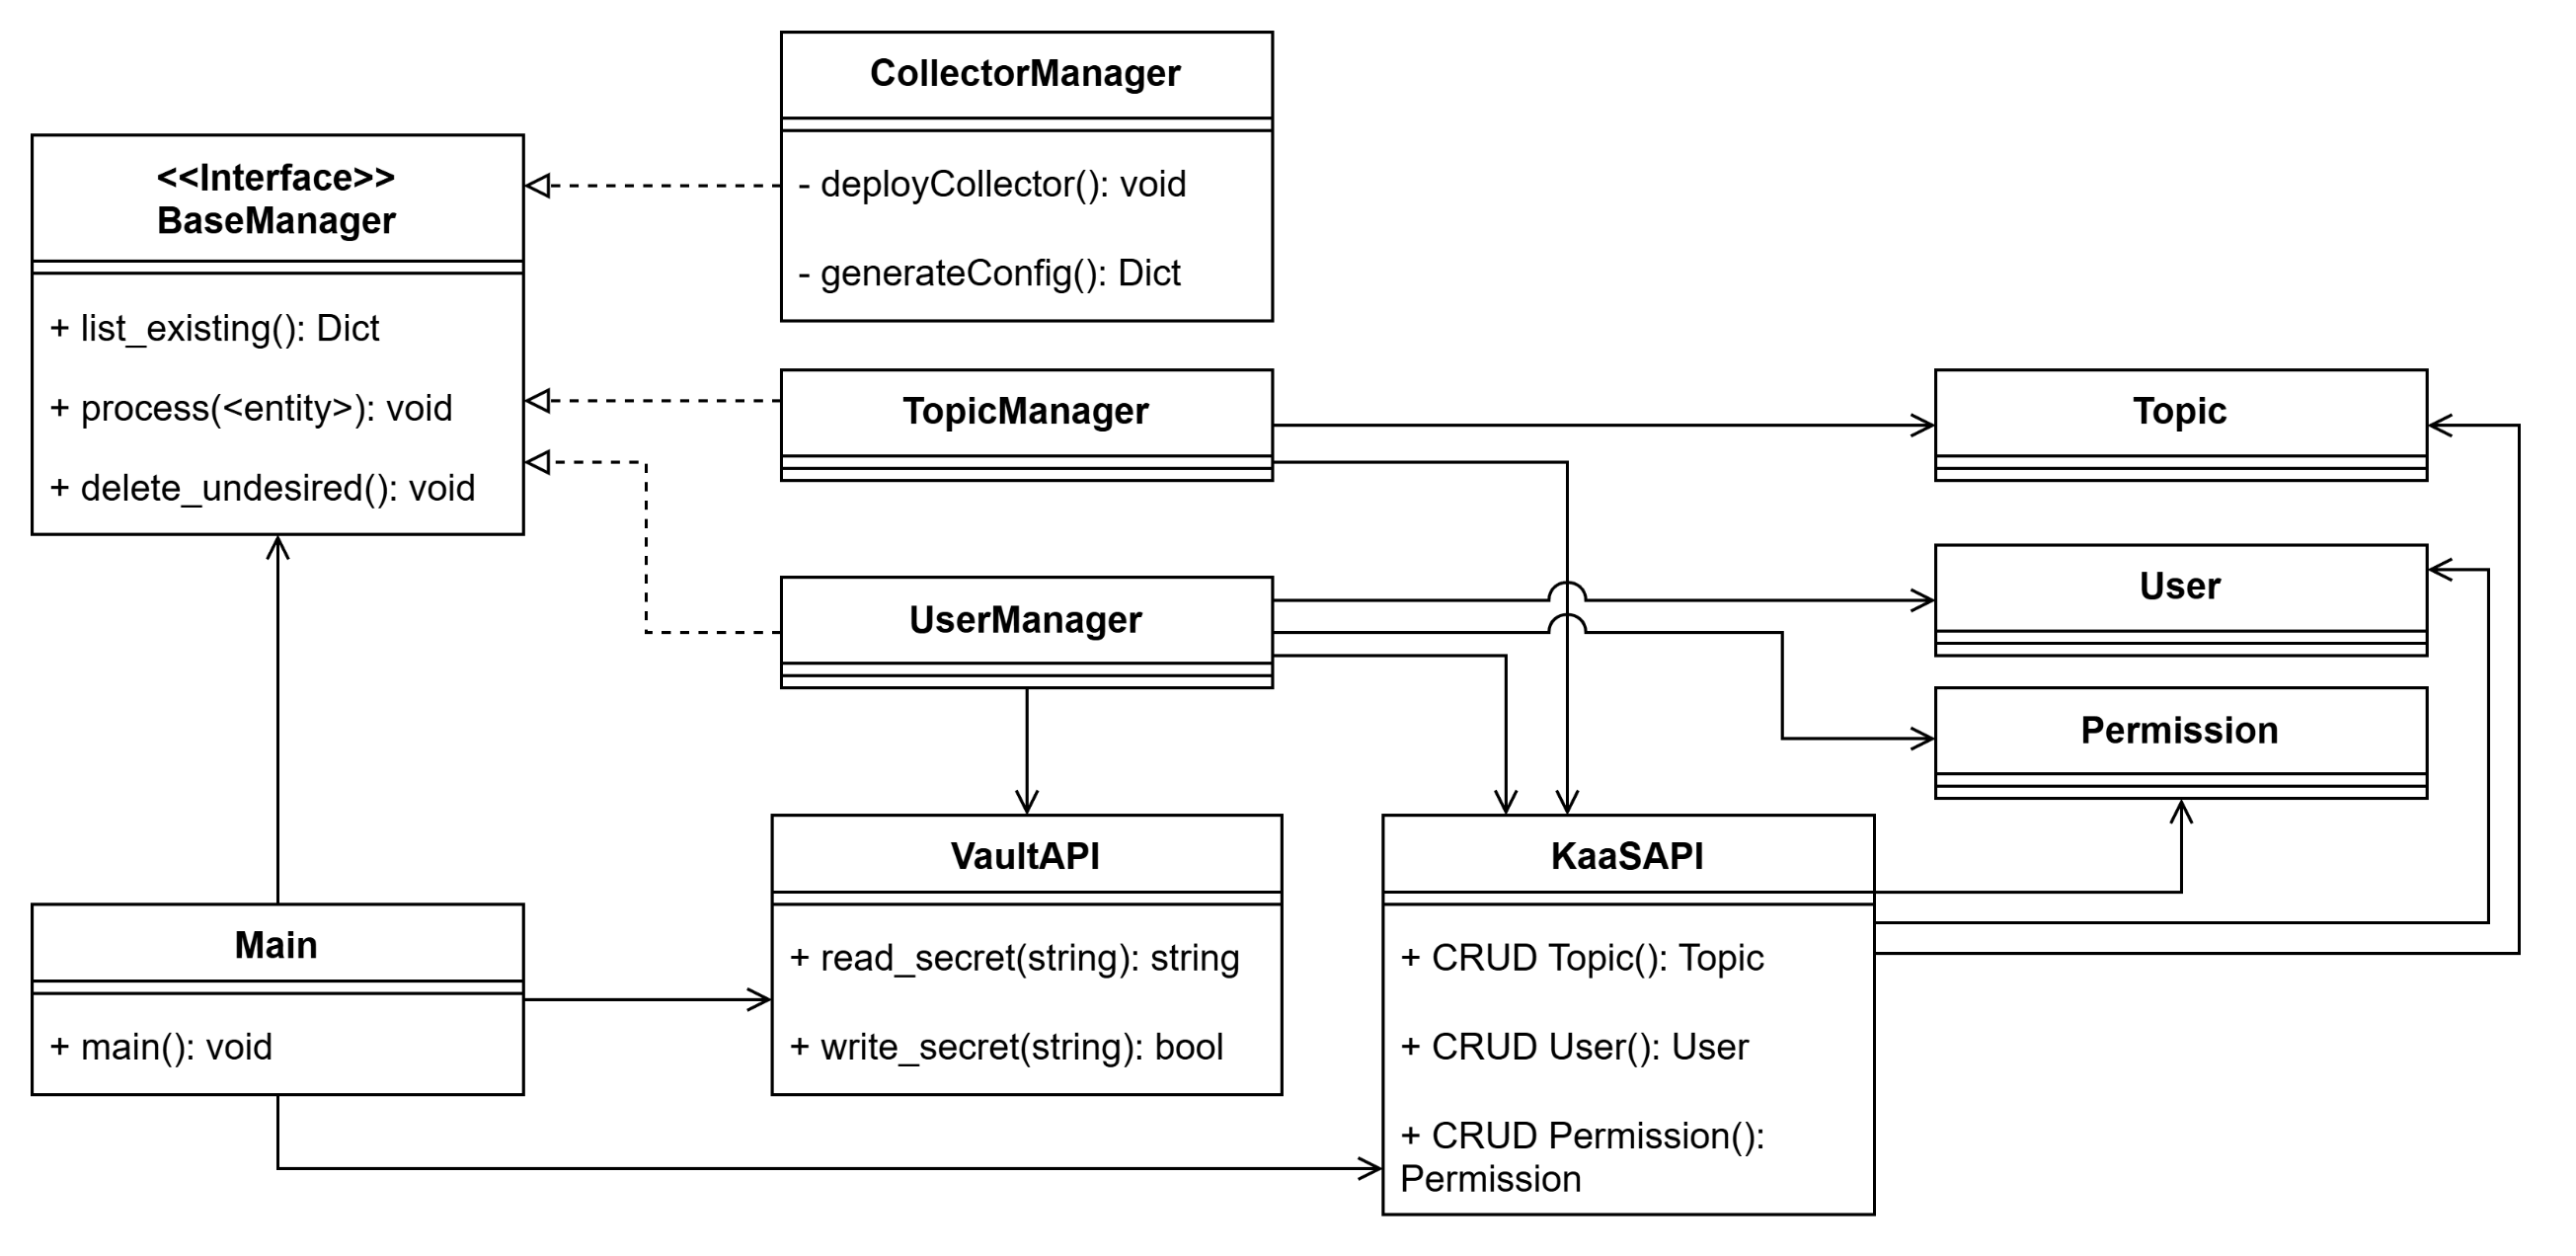 CollectorManager
- deployCollector(): void
- generateConfig(): Dict
<<Interface>>
BaseManager
+ list_existing(): Dict
+ process(<entity>): void
+ delete_undesired(): void
TopicManager
Topic
UserManager
User
Permission
VaultAPI
+ read_secret(string): string
+ write_secret(string): bool
KaaSAPI
+ CRUD Topic(): Topic
+ CRUD User(): User
+ CRUD Permission():
Permission
Main
+ main(): void